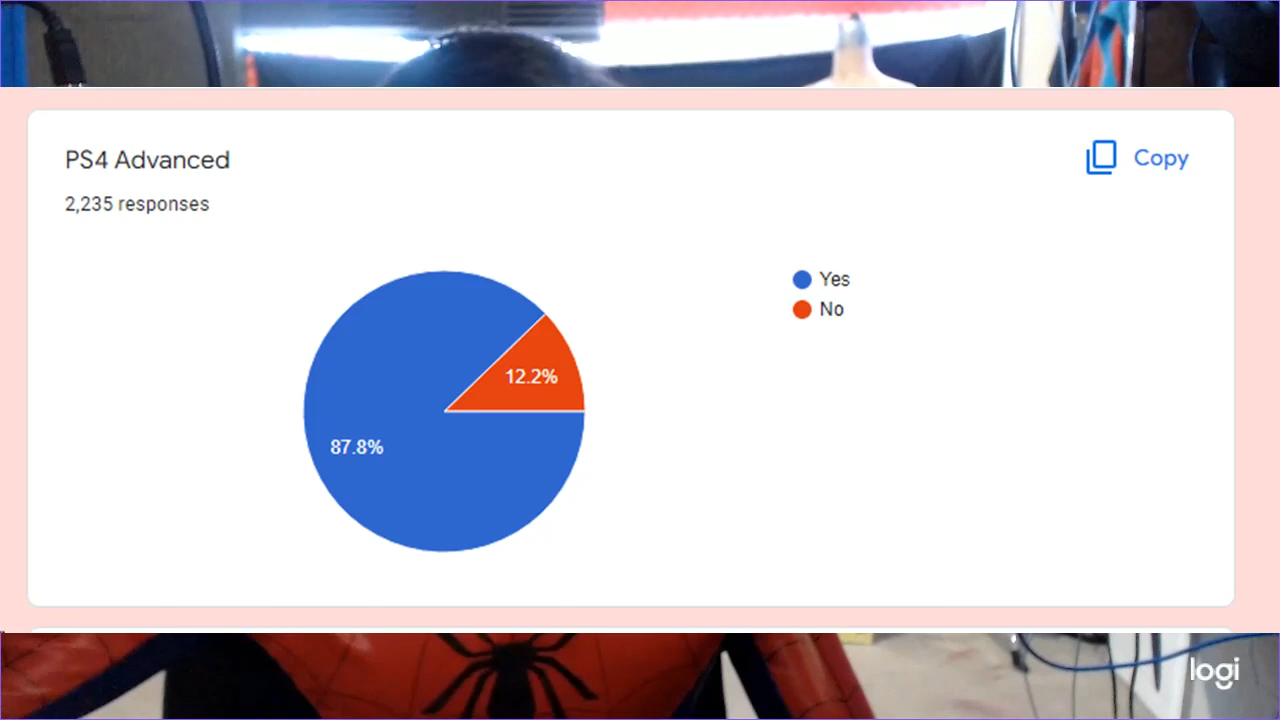 PS4 Advanced
Copy
2,235 responses
Yes
No
12.2%
87.8%
logi